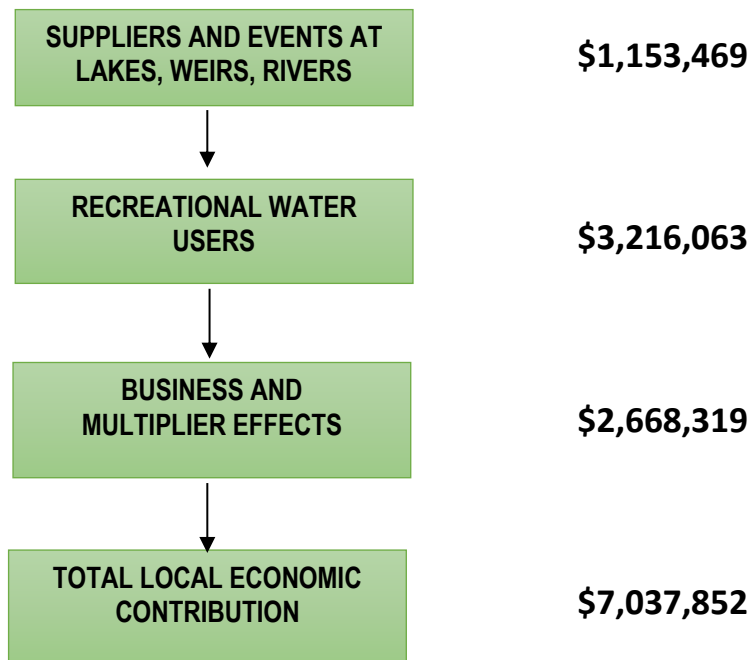 SUPPLIERS AND EVENTS AT
LAKES, WEIRS, RIVERS
$1,153,469
RECREATIONAL WATER
USERS
$3,216,063
BUSINESS AND
MULTIPLIER EFFECTS
$2,668,319
TOTAL LOCAL ECONOMIC
CONTRIBUTION
$7,037,852